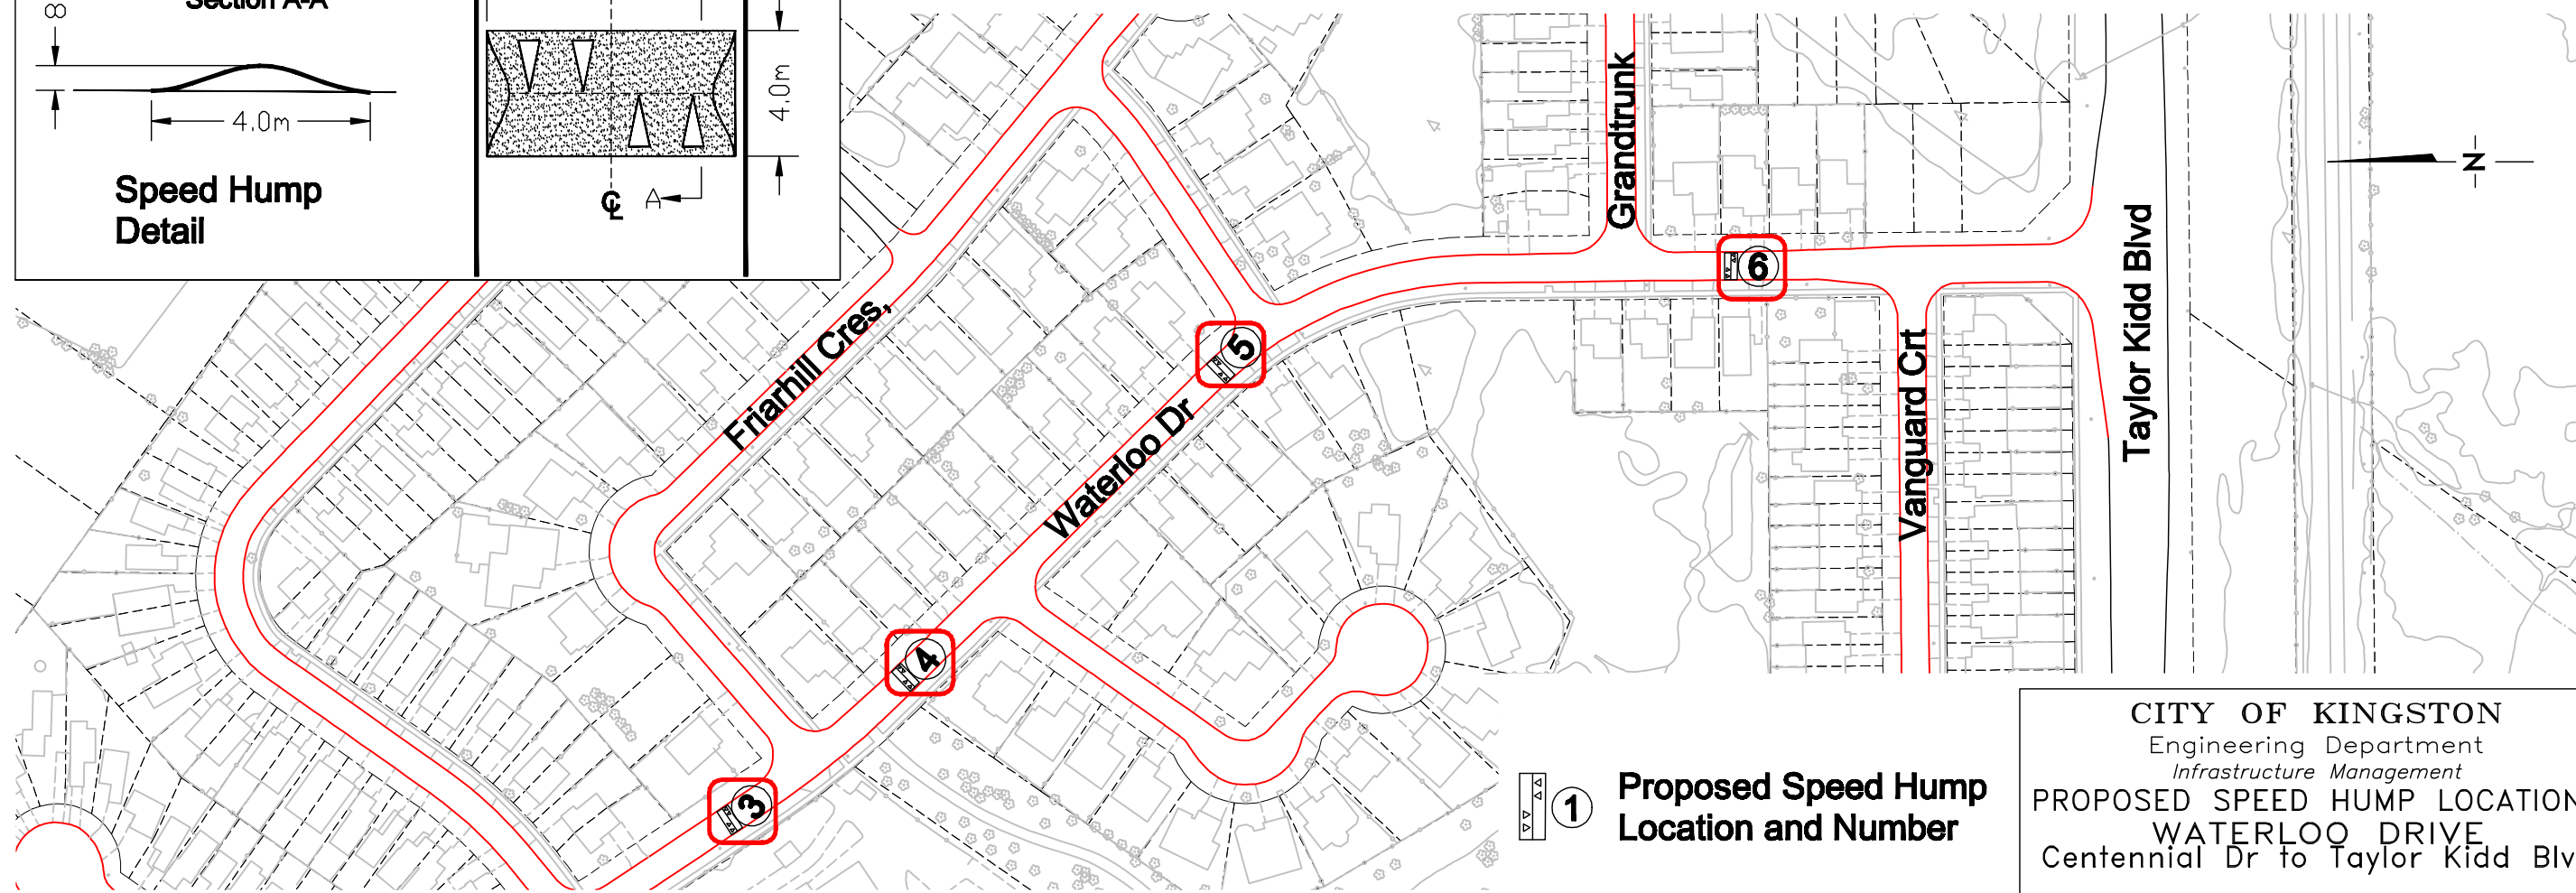 8
4.0m
Speed Hump
Detail
4.0m
℄
A
Friarhill Cres,
Waterloo Dr
Grandtrunk
Vanguard Crt
Taylor Kidd Blvd
N
3
4
5
6
1
Proposed Speed Hump
Location and Number
CITY OF KINGSTON
Engineering Department
Infrastructure Management
PROPOSED SPEED HUMP LOCATION
WATERLOO DRIVE
Centennial Dr to Taylor Kidd Blv